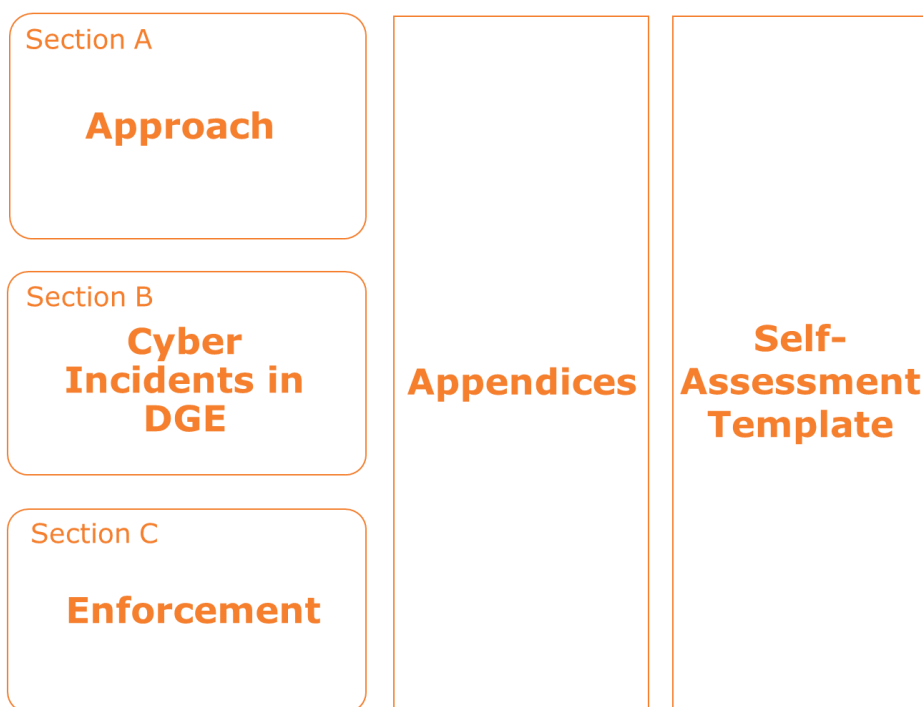 Section A
Approach
Section B
Cyber
Incidents in
DGE
Section C
Enforcement
Appendices
Self-
Assessment
Template